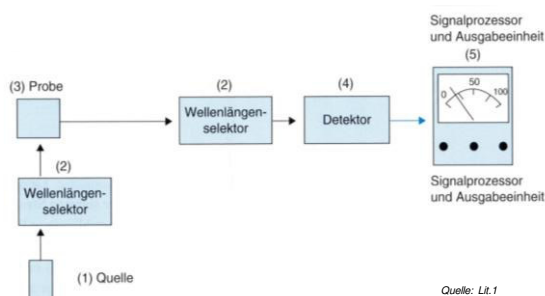 Signalprozessor
und Ausgabeeinheit
(5)
(3) Probe
(2)
(4)
0 50 100
Wellenlängen-
selektor
Detektor
(2)
Wellenlängen-
selektor
Signalprozessor
und Ausgabeeinheit
(1) Quelle
Quelle: Lit.1